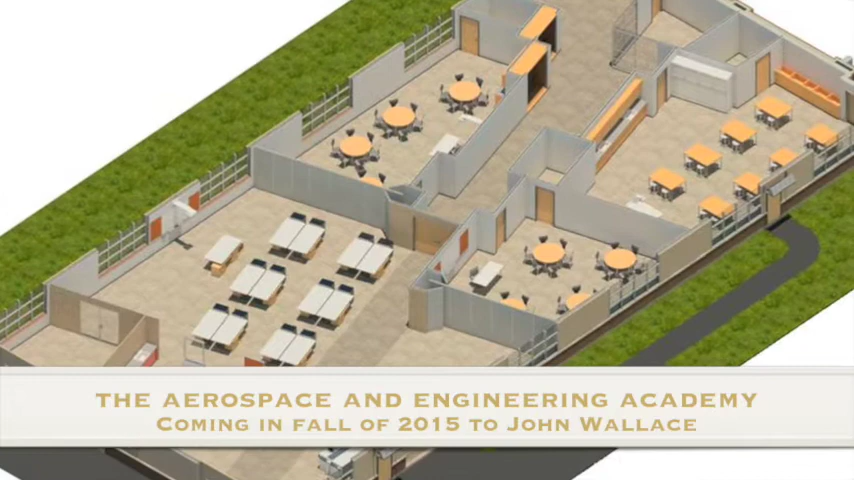 THE AEROSPACE AND ENGINEERING ACADEMY
COMING IN FALL OF 2015 TO JOHN WALLACE